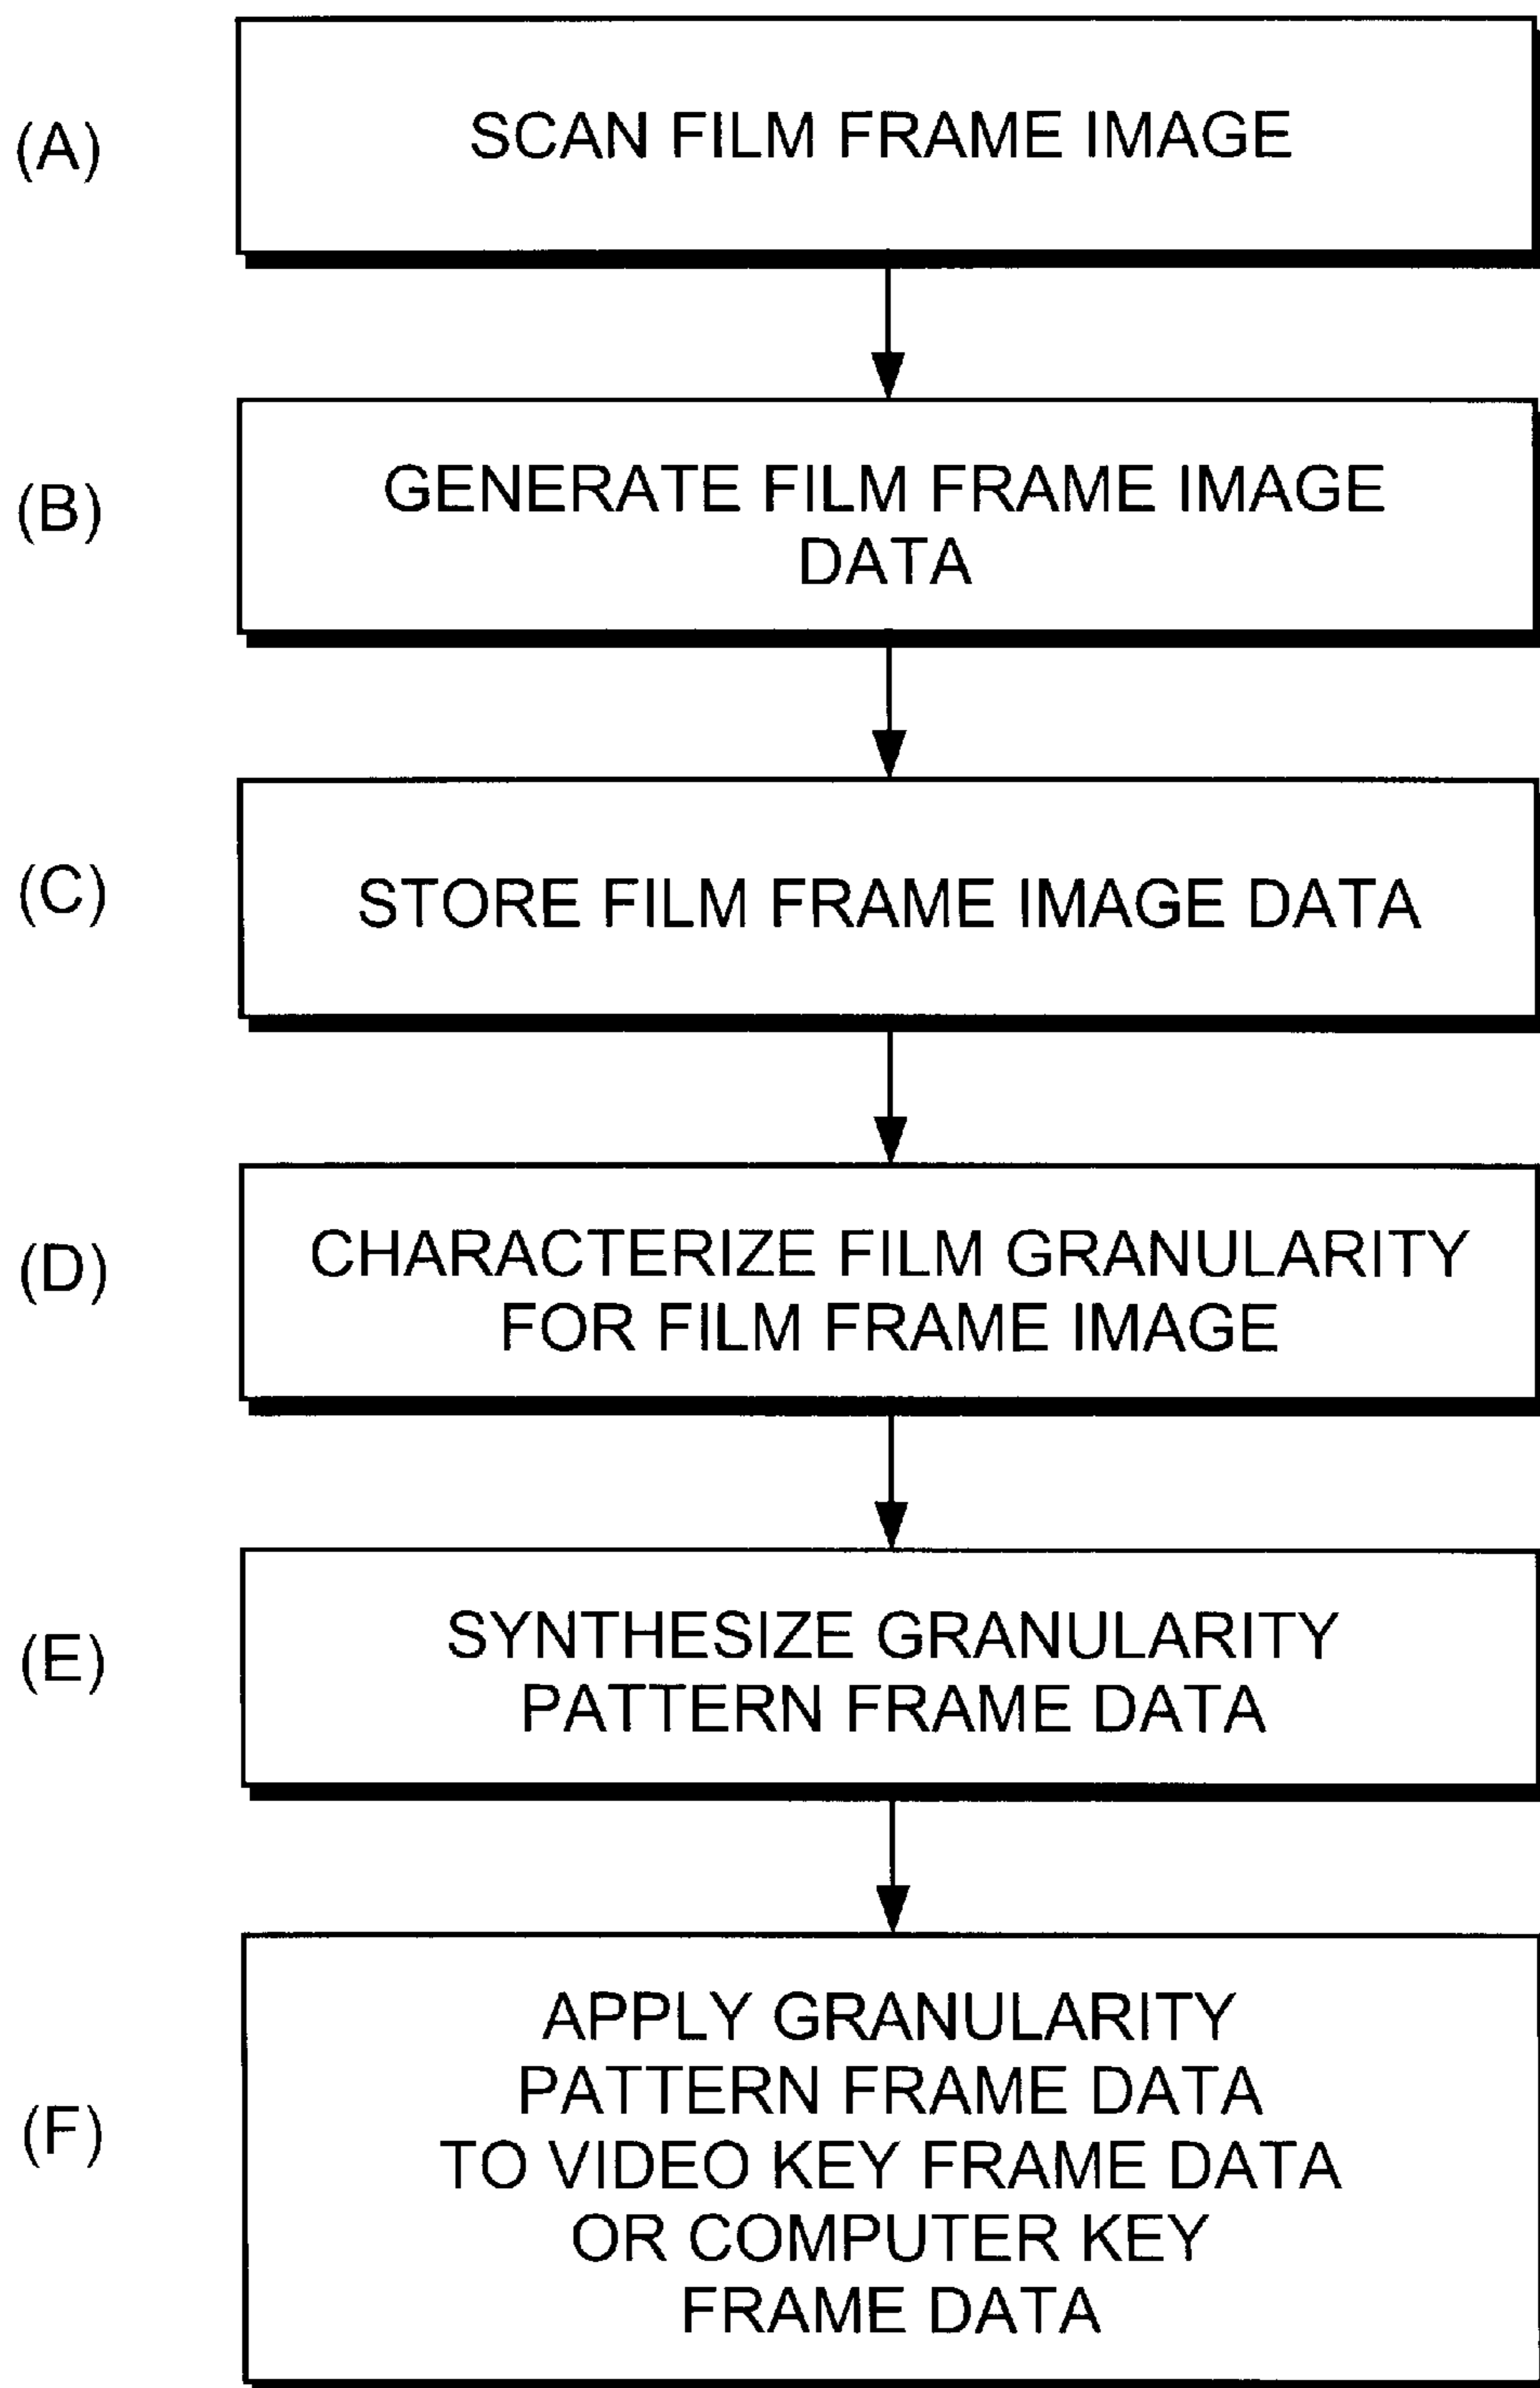 (A)
SCAN FILM FRAME IMAGE
(B)
GENERATE FILM FRAME IMAGE
DATA
(C)
STORE FILM FRAME IMAGE DATA
(D)
CHARACTERIZE FILM GRANULARITY
FOR FILM FRAME IMAGE
(E)
SYNTHESIZE GRANULARITY
PATTERN FRAME DATA
(F)
APPLY GRANULARITY
PATTERN FRAME DATA
TO VIDEO KEY FRAME DATA
OR COMPUTER KEY
FRAME DATA